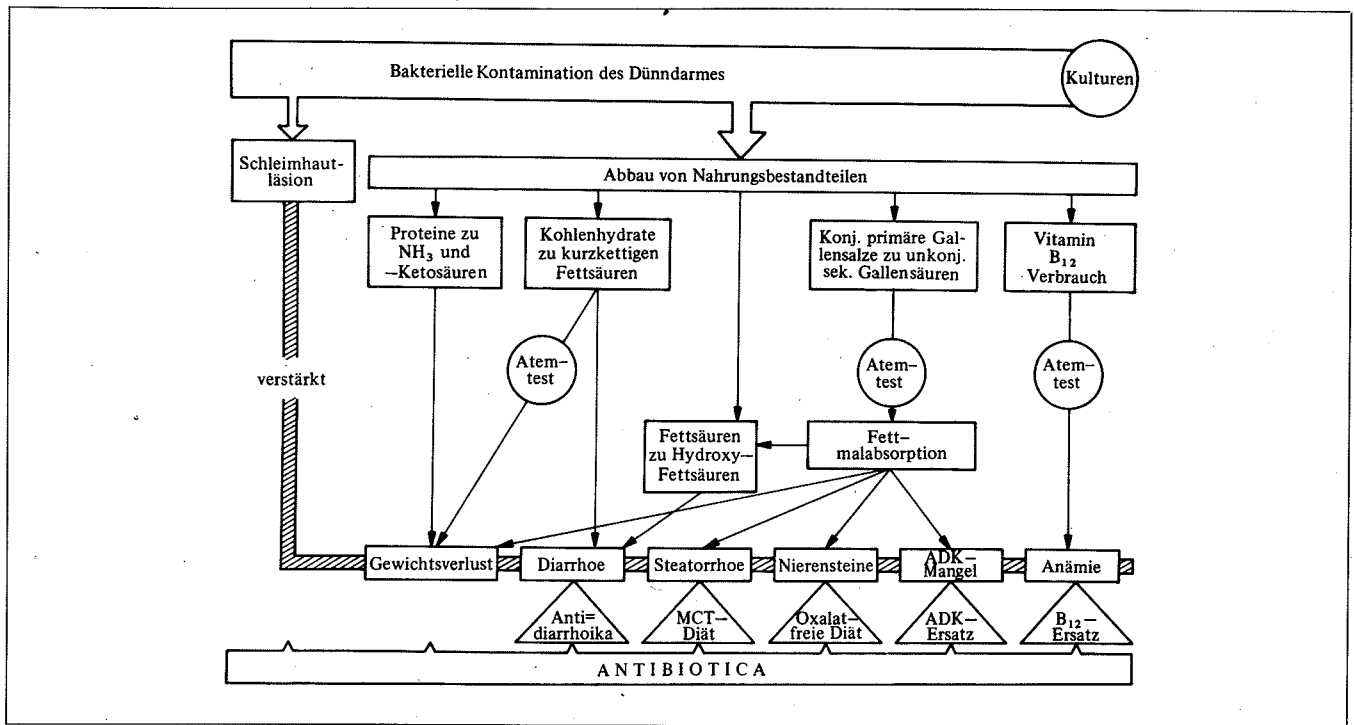 Bakterielle Kontamination des Dünndarmes
Kulturen
Schleimhaut-
läsion
Abbau von Nahrungsbestandteilen
Proteine zu
NH₃ und
—Ketosäuren
Kohlenhydrate
zu kurzkettigen
Fettsäuren
Konj. primäre Gal-
lensalze zu unkonj.
sek. Gallensäuren
Vitamin
B₁₂
Verbrauch
verstärkt
Atem-
test
Atem-
test
Atem-
test
Fettsäuren
zu Hydroxy—
Fettsäuren
Fett-
malabsorption
Gewichtsverlust
Diarrhoe
Steatorrhoe
Nierensteine
ADK—
Mangel
Anämie
Anti=
diarrhoika
MCT—
Diät
Oxalat—
freie Diät
ADK—
Ersatz
B₁₂—
Ersatz
ANTIBIOTICA